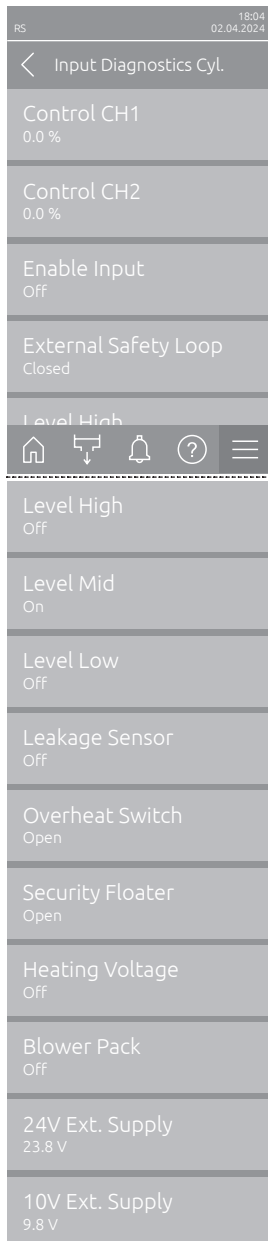 18:04
RS 02.04.2024
Input Diagnostics Cyl.
Control CH1
0.0 %
Control CH2
0.0 %
Enable Input
Off
External Safety Loop
Closed
Level High
?
Level High
Off
Level Mid
On
Level Low
Off
Leakage Sensor
Off
Overheat Switch
Open
Security Floater
Open
Heating Voltage
Off
Blower Pack
Off
24V Ext. Supply
23.8 V
10V Ext. Supply
9.8 V